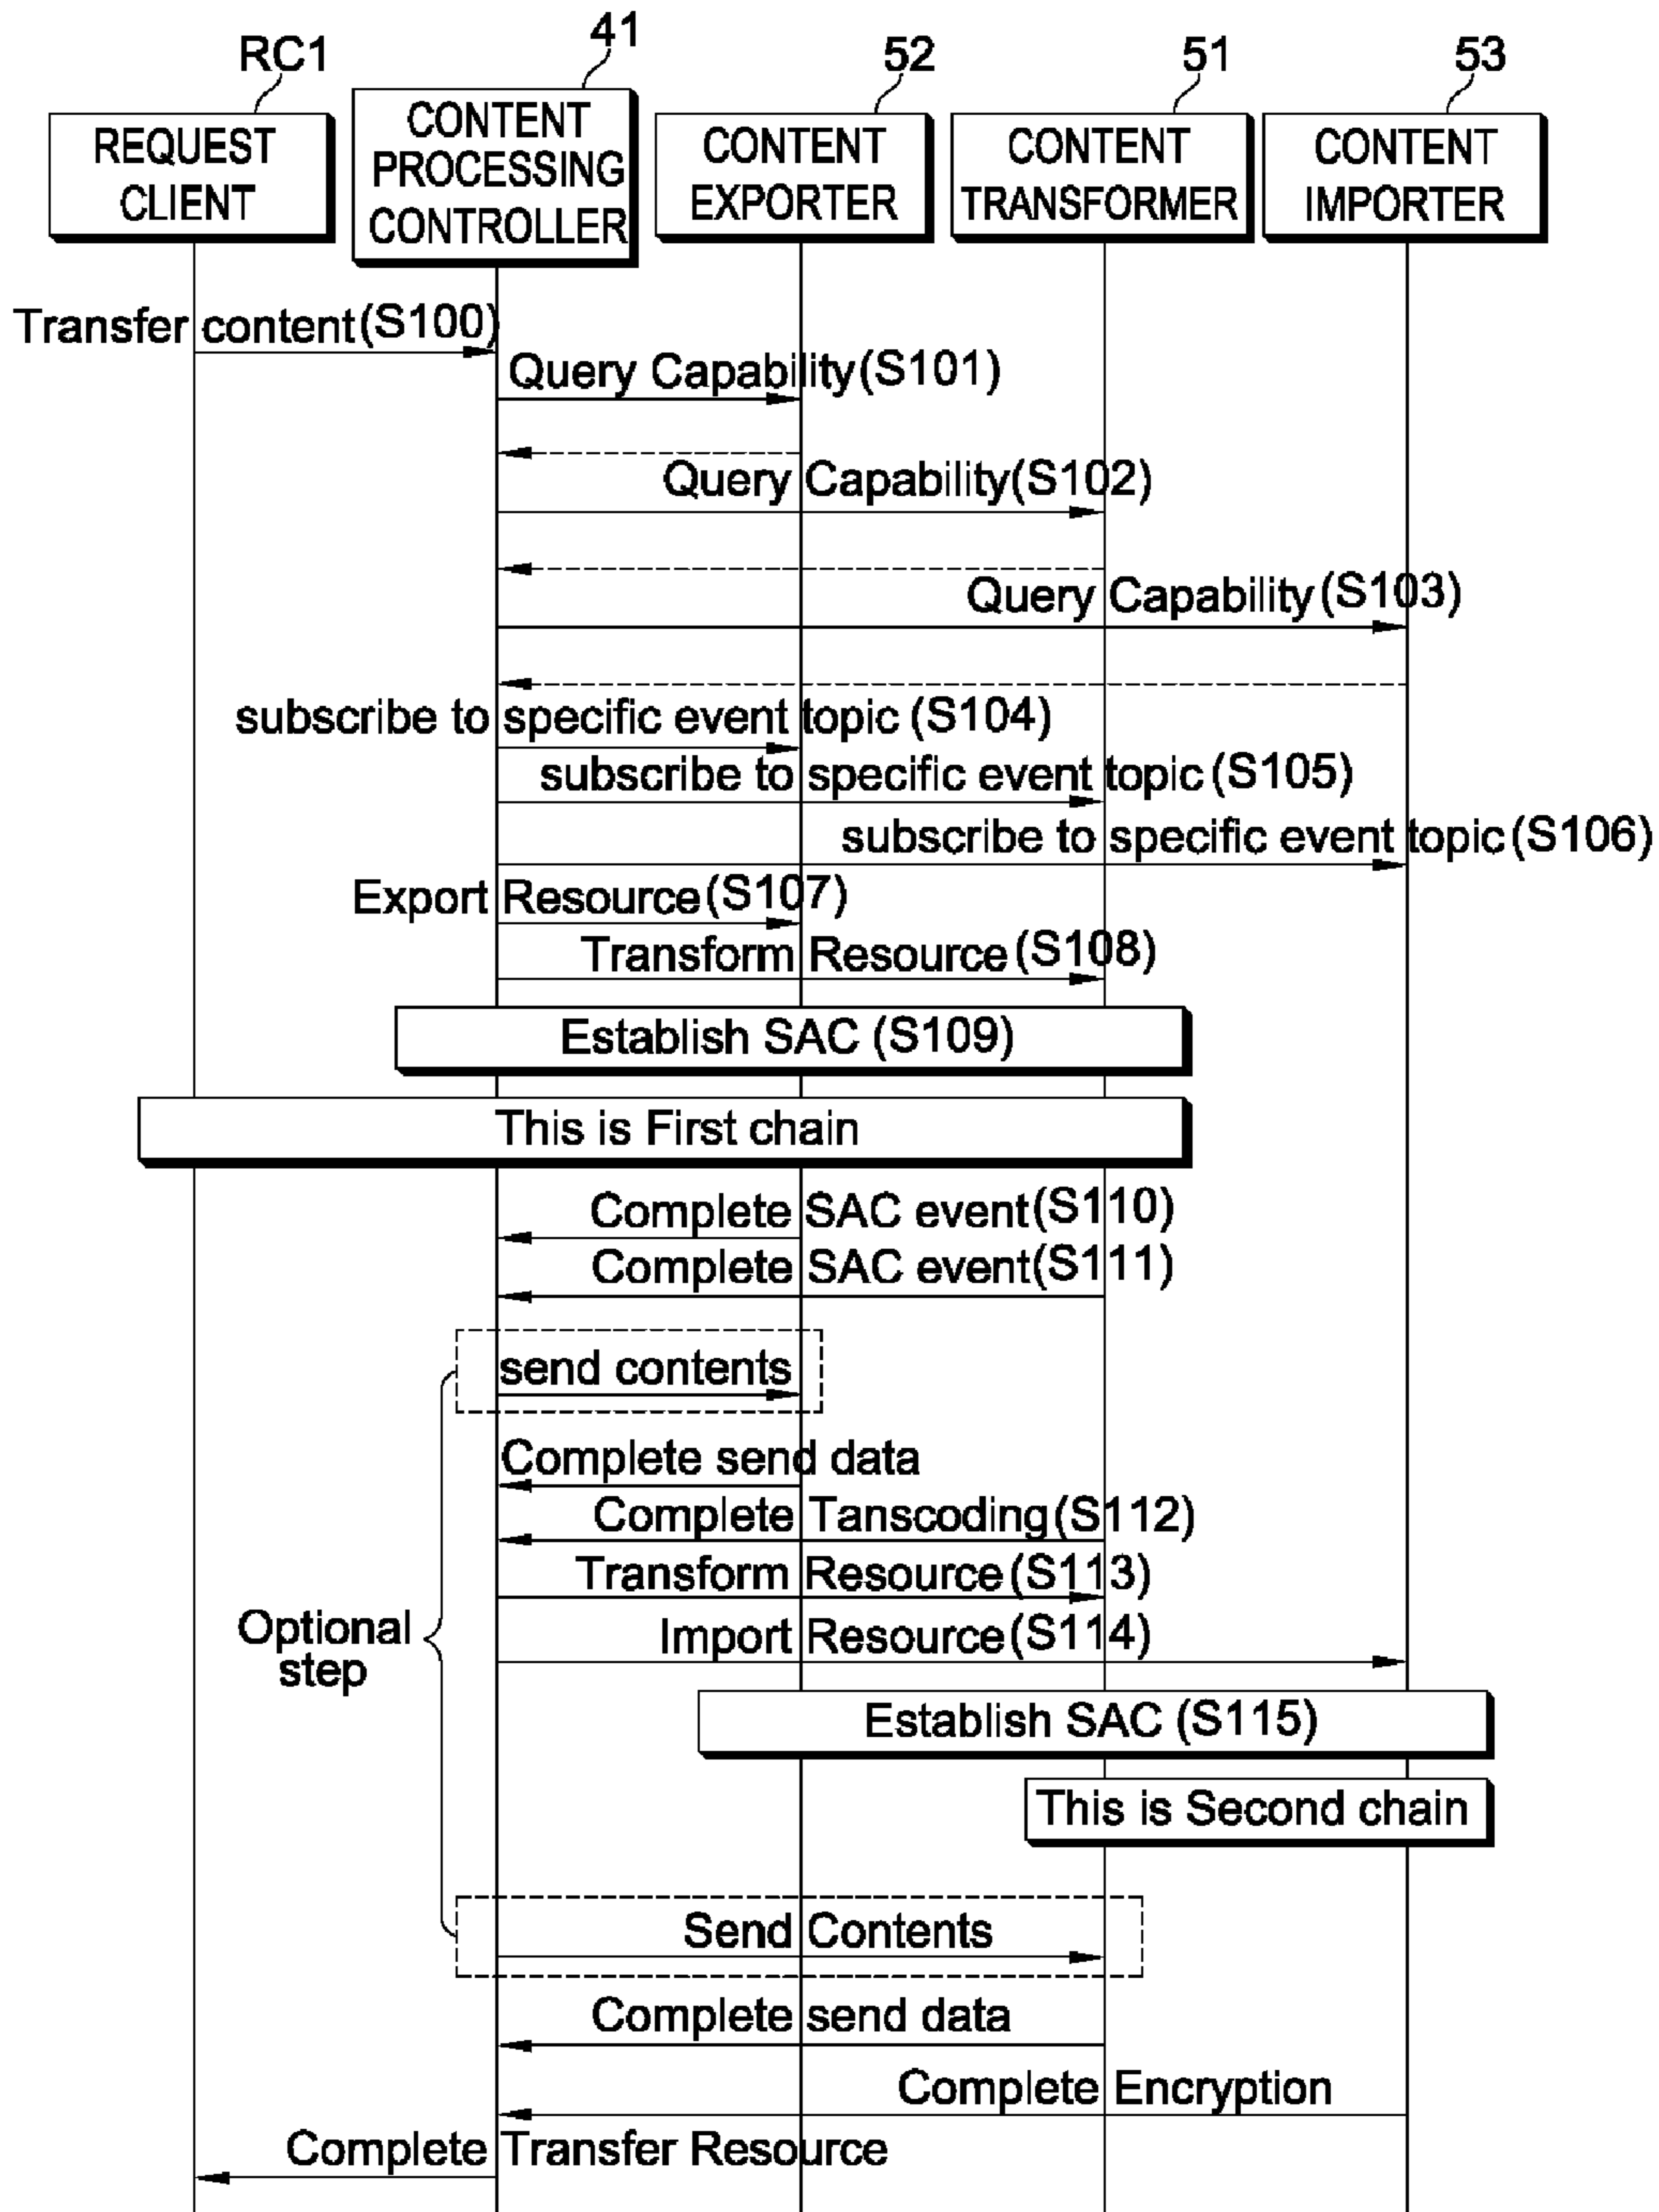 RC1
41
52
51
53
REQUEST
CLIENT
CONTENT
PROCESSING
CONTROLLER
CONTENT
EXPORTER
CONTENT
TRANSFORMER
CONTENT
IMPORTER
Transfer content(S100)
Query Capability(S101)
Query Capability(S102)
Query Capability(S103)
subscribe to specific event topic (S104)
subscribe to specific event topic(S105)
subscribe to specific event topic(S106)
Export Resource(S107)
Transform Resource(S108)
Establish SAC (S109)
This is First chain
Complete SAC event(S110)
Complete SAC event(S111)
send contents
Complete send data
Complete Tanscoding(S112)
Transform Resource(S113)
Optional
step
Import Resource(S114)
Establish SAC (S115)
This is Second chain
Send Contents
Complete send data
Complete Encryption
Complete Transfer Resource